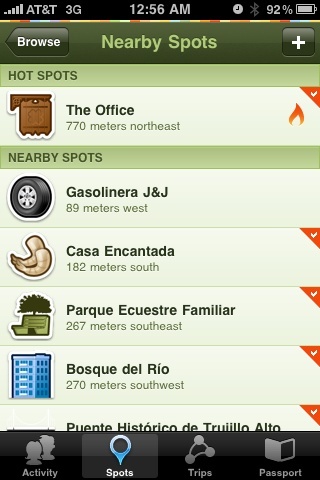 AT&T 3G 12:56 AM 92%
Browse Nearby Spots +
HOT SPOTS
The Office
770 meters northeast
NEARBY SPOTS
Gasolinera J&J
89 meters west
Casa Encantada
182 meters south
Parque Ecuestre Familiar
267 meters southeast
Bosque del Río
270 meters southwest
Puente Histórico de Trujillo Alto
Activity Spots Trips Passport